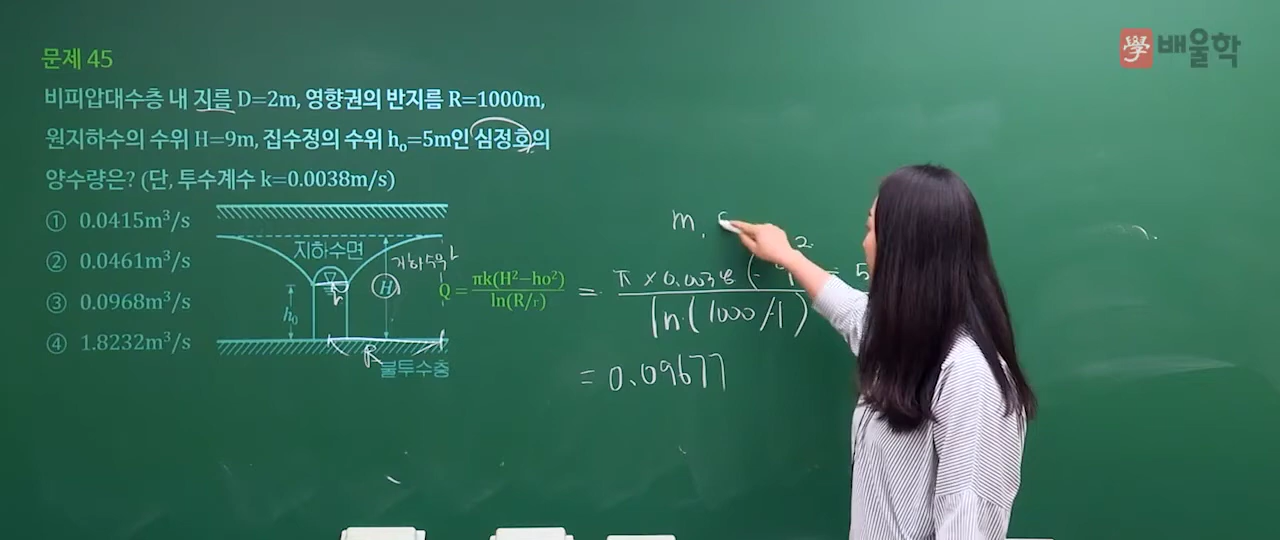 學 배울학
문제 45
비피압대수층 내 지름 D=2m, 영향권의 반지름 R=1000m,
원지하수의 수위 H=9m, 집수정의 수위 h₀=5m인 심정호의
양수량은? (단, 투수계수 k=0.0038m/s)
① 0.0415m³/s
② 0.0461m³/s
③ 0.0968m³/s
④ 1.8232m³/s
지하수면
H
h₀
R
불투수층
Q = πk(H²−ho²) / ln(R/r)
m,
= π × 0.0038 ( 9² = 5
ln(1000/1)
= 0.09677